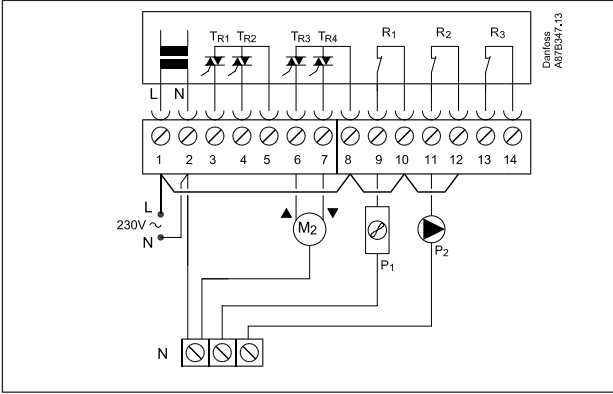 TR1 TR2 TR3 TR4 R1 R2 R3
Danfoss
A87B347.13
L N
1 2 3 4 5 6 7 8 9 10 11 12 13 14
L
230V ~
N
M2
P1
P2
N